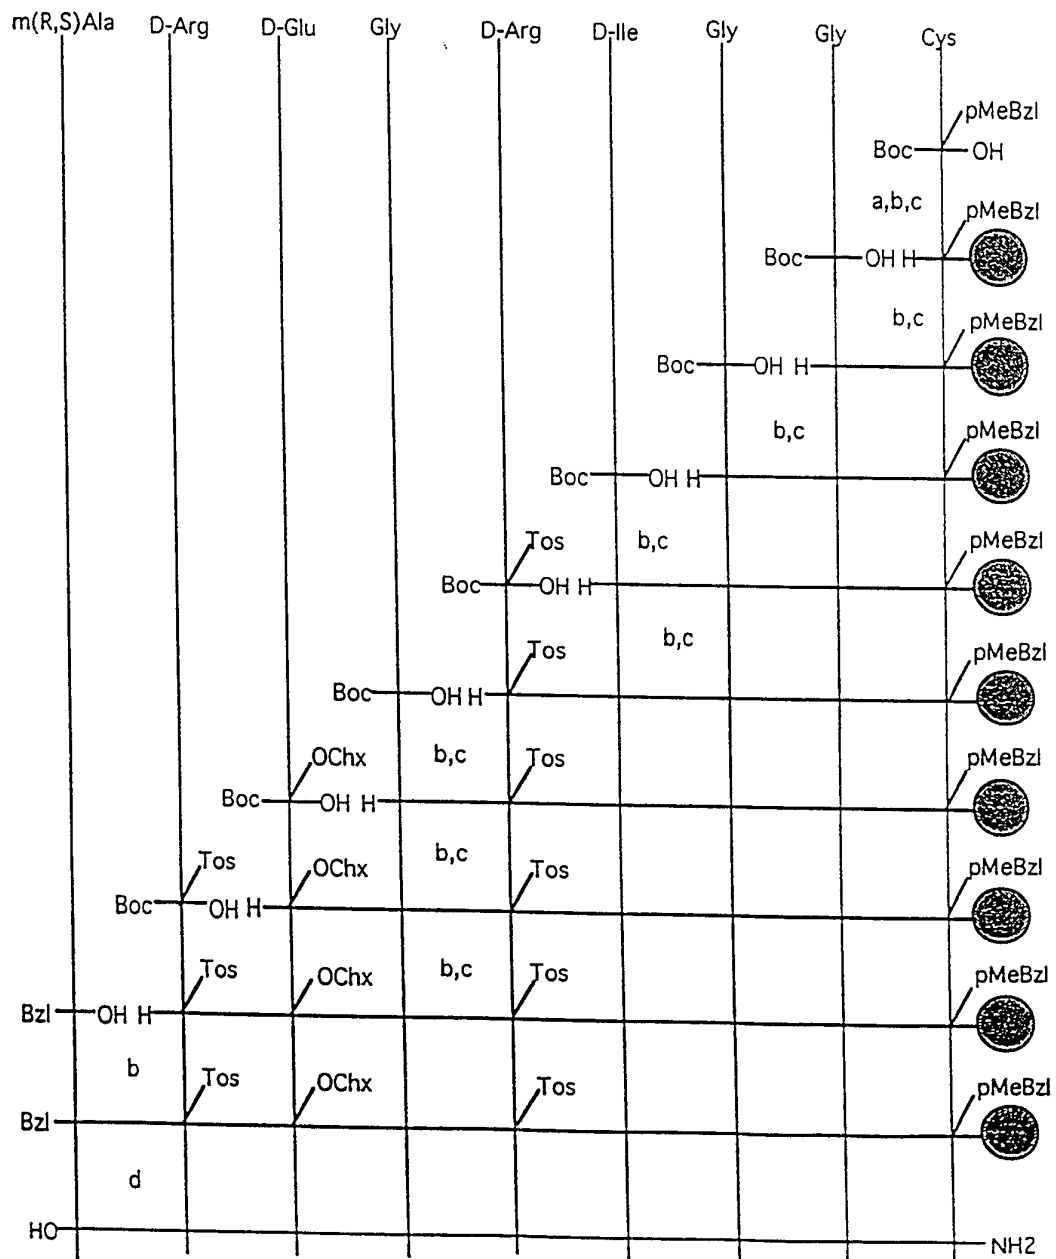 m(R,S)Ala D-Arg D-Glu Gly D-Arg D-Ile Gly Gly Cys
pMeBzl
Boc OH
a,b,c
pMeBzl
Boc OH H
b,c
pMeBzl
Boc OH H
b,c
pMeBzl
Boc OH H
Tos b,c pMeBzl
Boc OH H
b,c
Tos pMeBzl
Boc OH H
OChx b,c Tos pMeBzl
Boc OH H
b,c
Tos OChx Tos pMeBzl
Boc OH H
b,c
Tos OChx Tos pMeBzl
Bzl OH H
b
Tos OChx Tos pMeBzl
Bzl
d
HO NH2